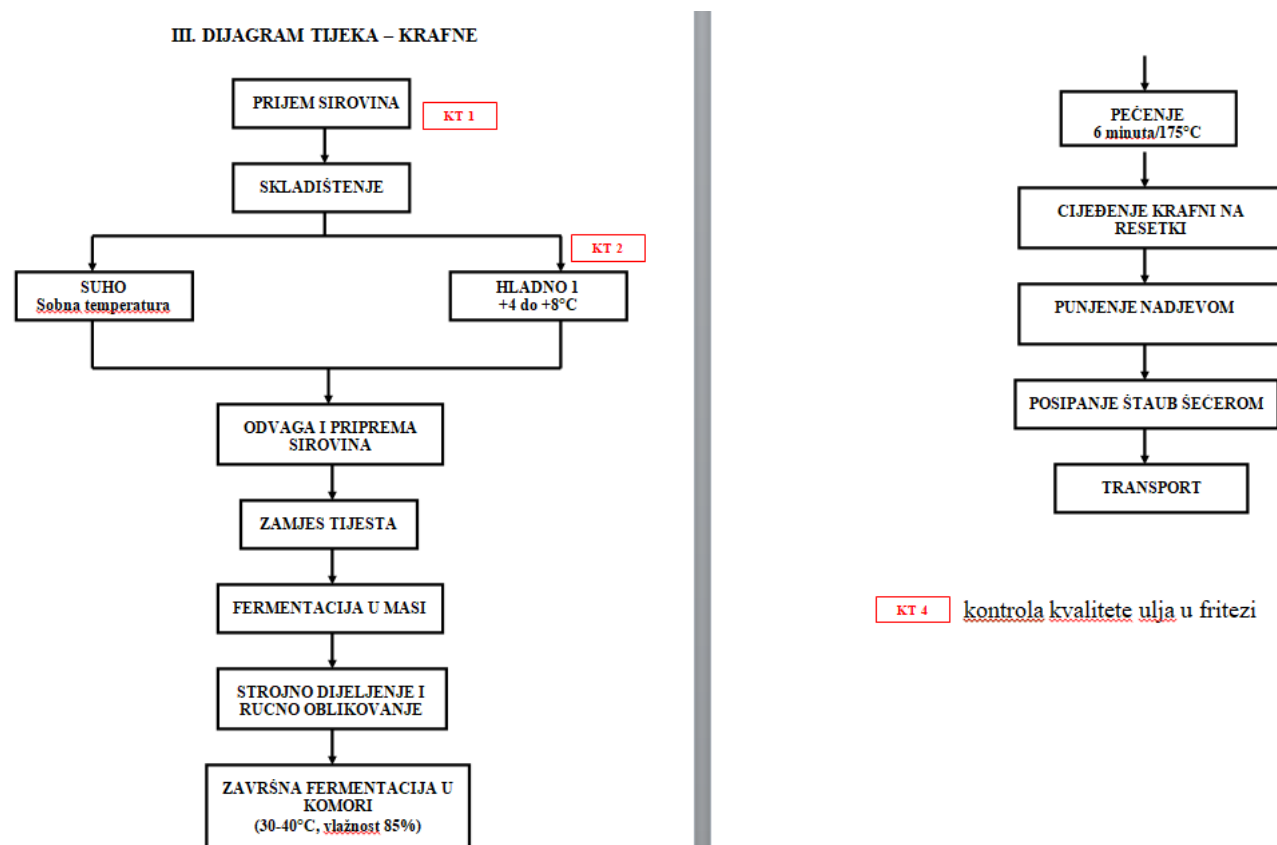 III. DIJAGRAM TIJEKA – KRAFNE
PRIJEM SIROVINA
KT 1
SKLADIŠTENJE
KT 2
SUHO
Sobna temperatura
HLADNO 1
+4 do +8°C
ODVAGA I PRIPREMA
SIROVINA
ZAMJES TIJESTA
FERMENTACIJA U MASI
STROJNO DIJELJENJE I
RUCNO OBLIKOVANJE
ZAVRŠNA FERMENTACIJA U
KOMORI
(30-40°C, vlažnost 85%)
PEČENJE
6 minuta/175°C
CIJEĐENJE KRAFNI NA
RESETKI
PUNJENJE NADJEVOM
POSIPANJE ŠTAUB ŠEĆEROM
TRANSPORT
KT 4 kontrola kvalitete ulja u fritezi